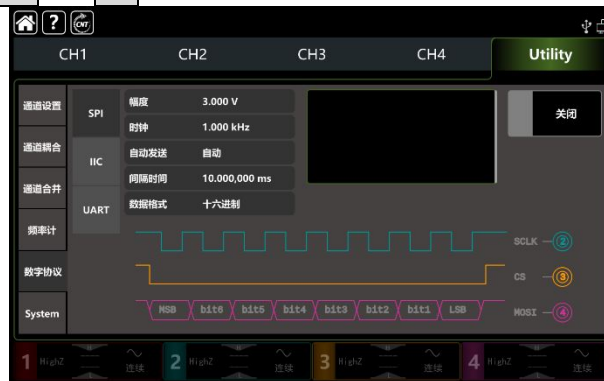 ? CNT
CH1 CH2 CH3 CH4 Utility
通道设置 SPI 幅度 3.000 V 关闭
时钟 1.000 kHz
通道耦合 IIC 自动发送 自动
间隔时间 10.000,000 ms
通道合并 UART 数据格式 十六进制
频率计 SCLK 2
数字协议 CS 3
System MSB bit6 bit5 bit4 bit3 bit2 bit1 LSB MOSI 4
1 HighZ 连续 2 HighZ 连续 3 HighZ 连续 4 HighZ 连续